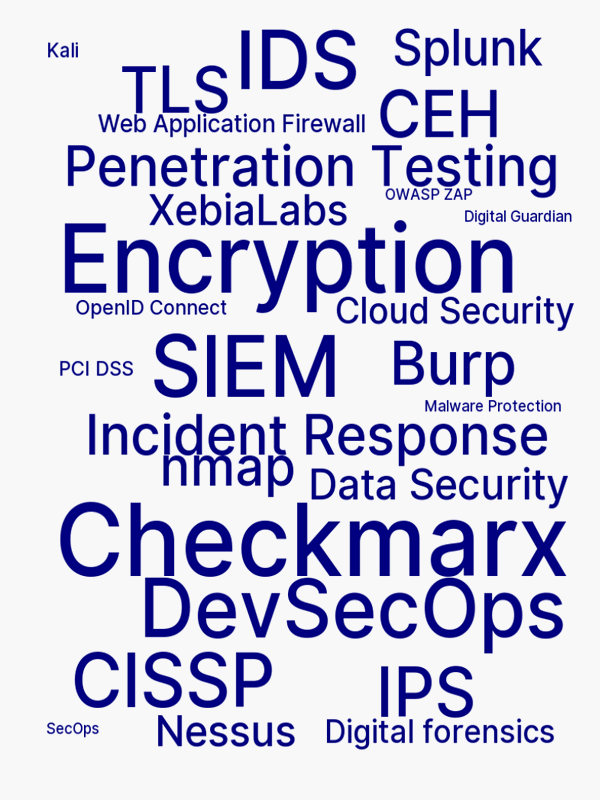 IDS
Splunk
Kali
TLS
CEH
Web Application Firewall
Penetration Testing
OWASP ZAP
XebiaLabs
Digital Guardian
Encryption
OpenID Connect
Cloud Security
SIEM
Burp
PCI DSS
Malware Protection
Incident Response
nmap
Data Security
Checkmarx
DevSecOps
CISSP
IPS
SecOps
Nessus
Digital forensics